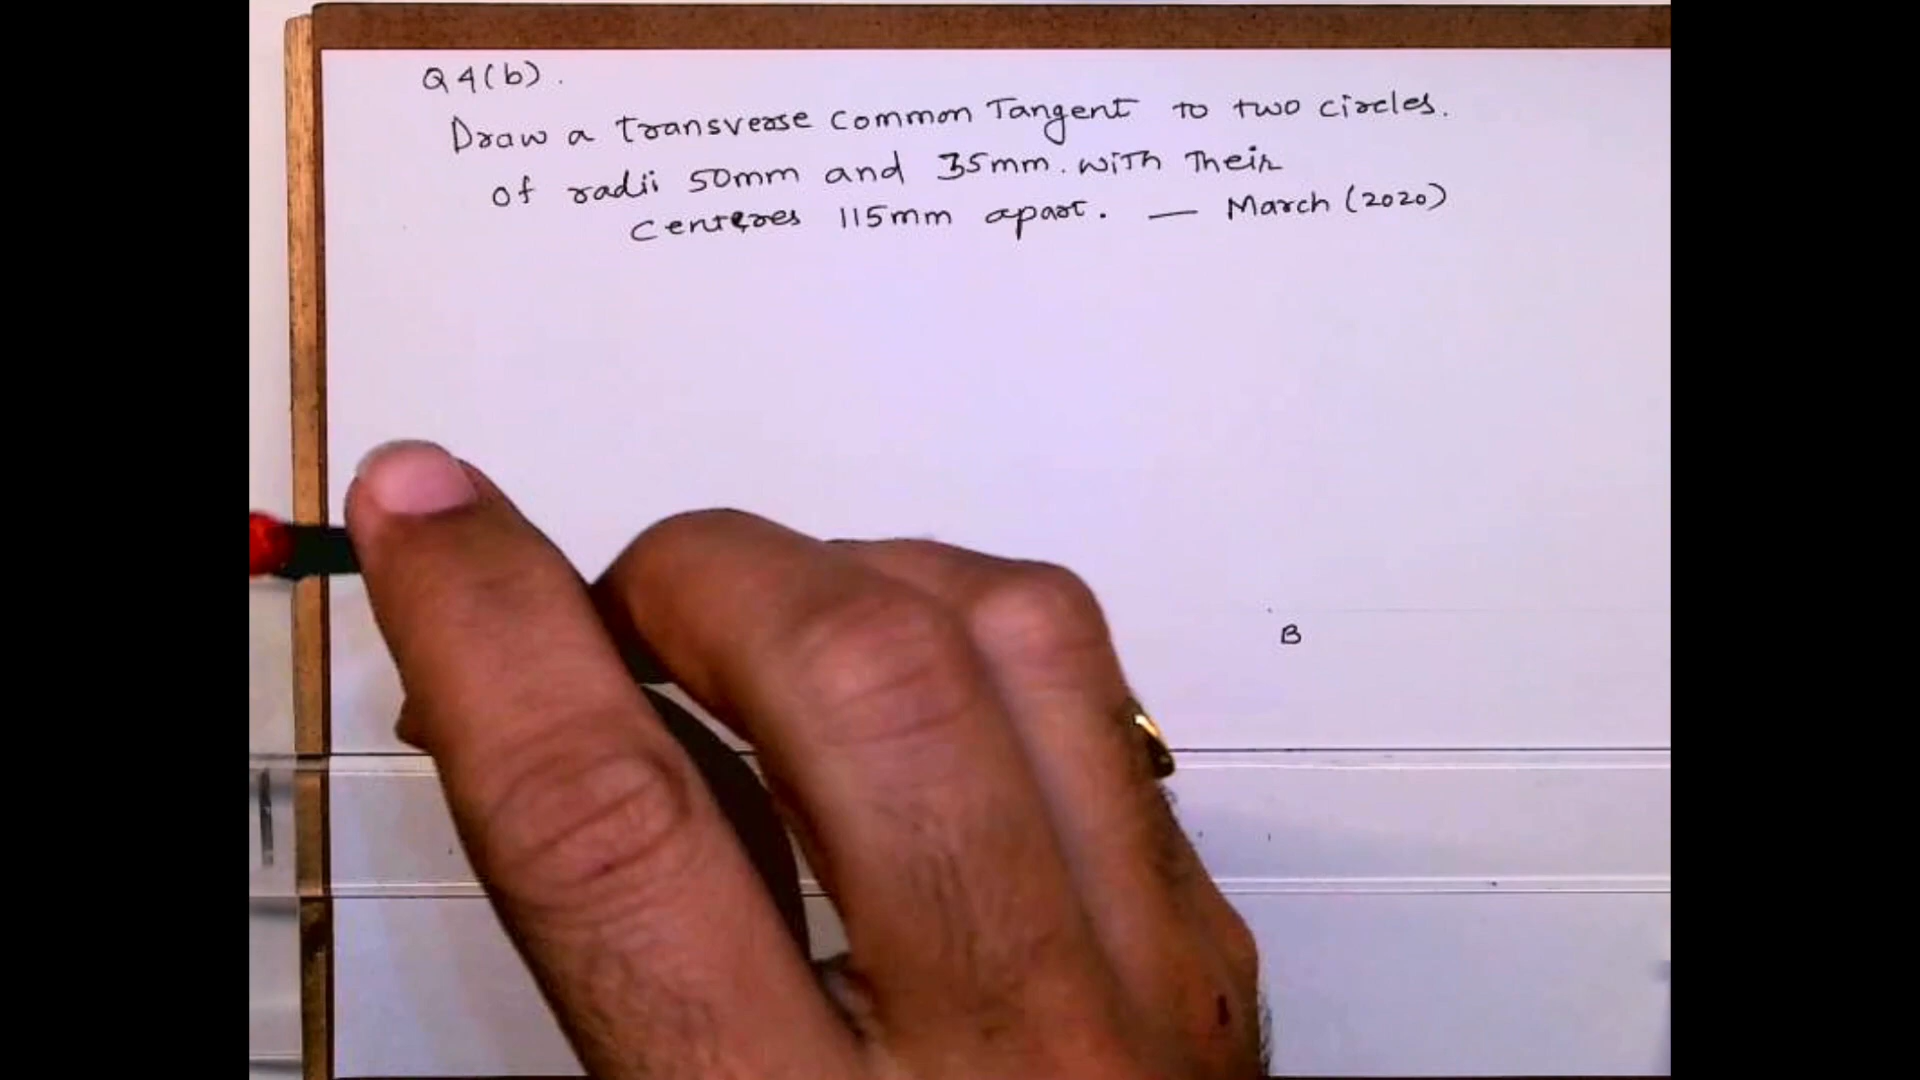 Q4(b).
Draw a transverse common Tangent to two circles.
of radii 50mm and 35mm. with Their
Centeres 115mm apart. — March (2020)
B